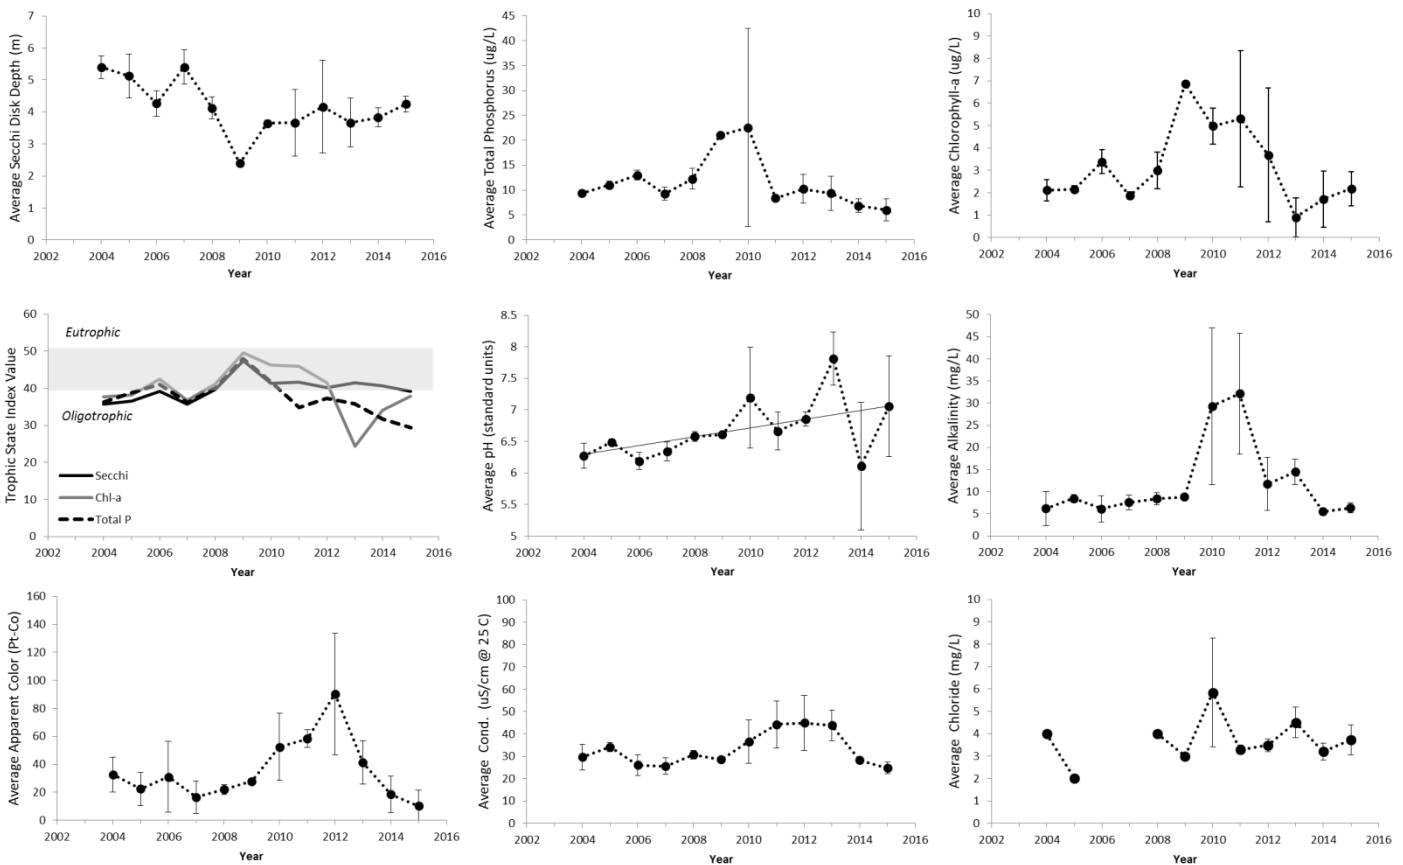 Average Secchi Disk Depth (m)
7
6
5
4
3
2
1
0
2002 2004 2006 2008 2010 2012 2014 2016
Year
Average Total Phosphorus (ug/L)
45
40
35
30
25
20
15
10
5
0
2002 2004 2006 2008 2010 2012 2014 2016
Year
Average Chlorophyll-a (ug/L)
10
9
8
7
6
5
4
3
2
1
0
2002 2004 2006 2008 2010 2012 2014 2016
Year
Trophic State Index Value
60
50
40
30
20
10
0
Eutrophic
Oligotrophic
Secchi
Chl-a
Total P
2002 2004 2006 2008 2010 2012 2014 2016
Year
Average pH (standard units)
8.5
8
7.5
7
6.5
6
5.5
5
2002 2004 2006 2008 2010 2012 2014 2016
Year
Average Alkalinity (mg/L)
50
45
40
35
30
25
20
15
10
5
0
2002 2004 2006 2008 2010 2012 2014 2016
Year
Average Apparent Color (Pt-Co)
160
140
120
100
80
60
40
20
0
2002 2004 2006 2008 2010 2012 2014 2016
Year
Average Cond. (uS/cm @ 25 C)
100
90
80
70
60
50
40
30
20
10
0
2002 2004 2006 2008 2010 2012 2014 2016
Year
Average Chloride (mg/L)
10
9
8
7
6
5
4
3
2
1
0
2002 2004 2006 2008 2010 2012 2014 2016
Year